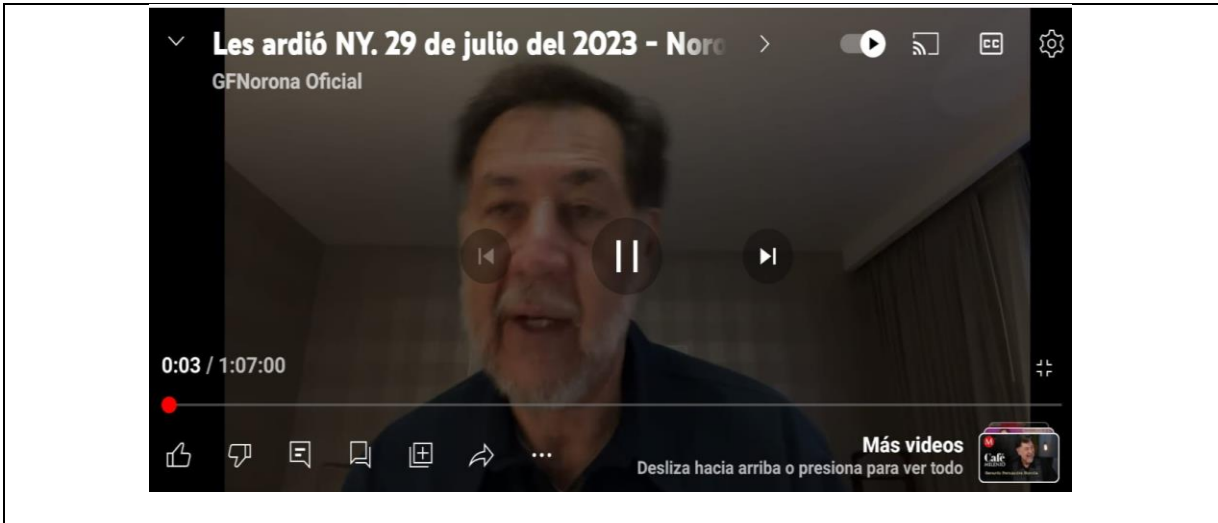 Les ardió NY. 29 de julio del 2023 - Noro
GFNorona Oficial
CC
0:03 / 1:07:00
Más videos
Desliza hacia arriba o presiona para ver todo
M
Café